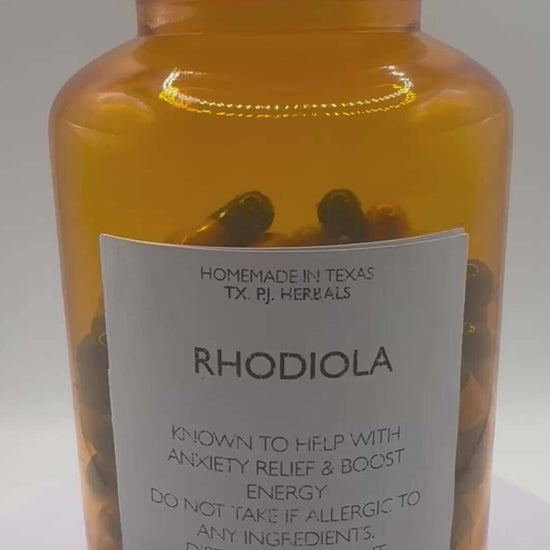 HOMEMADE IN TEXAS
TX. P.J. HERBALS
RHODIOLA
KNOWN TO HELP WITH
ANXIETY RELIEF & BOOST
ENERGY
DO NOT TAKE IF ALLERGIC TO
ANY INGREDIENTS.